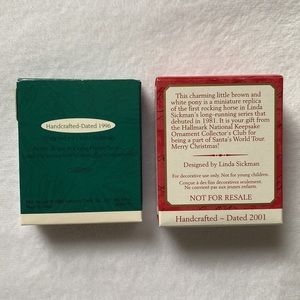 Handcrafted-Dated 1996
This charming little brown and
white pony is a miniature replica
of the first rocking horse in Linda
Sickman's long-running series that
debuted in 1981. It is your gift from
the Hallmark National Keepsake
Ornament Collector's Club for
being a part of Santa's World Tour.
Merry Christmas!
Designed by Linda Sickman
For decorative use only. Not for young children.
Conçue à des fins décoratives seulement.
Ne convient pas aux jeunes enfants.
NOT FOR RESALE
Handcrafted ~ Dated 2001